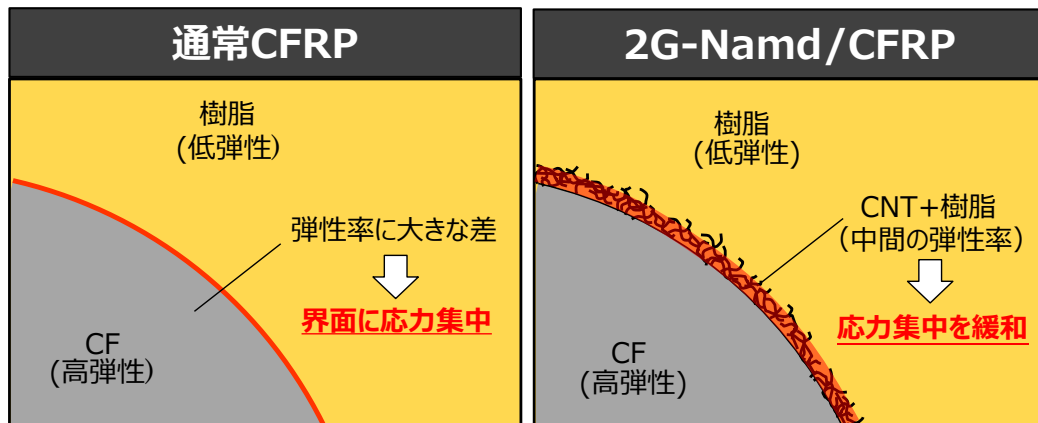 通常CFRP
樹脂
(低弾性)
弾性率に大きな差
界面に応力集中
CF
(高弾性)
2G-Namd/CFRP
樹脂
(低弾性)
CNT+樹脂
(中間の弾性率)
応力集中を緩和
CF
(高弾性)